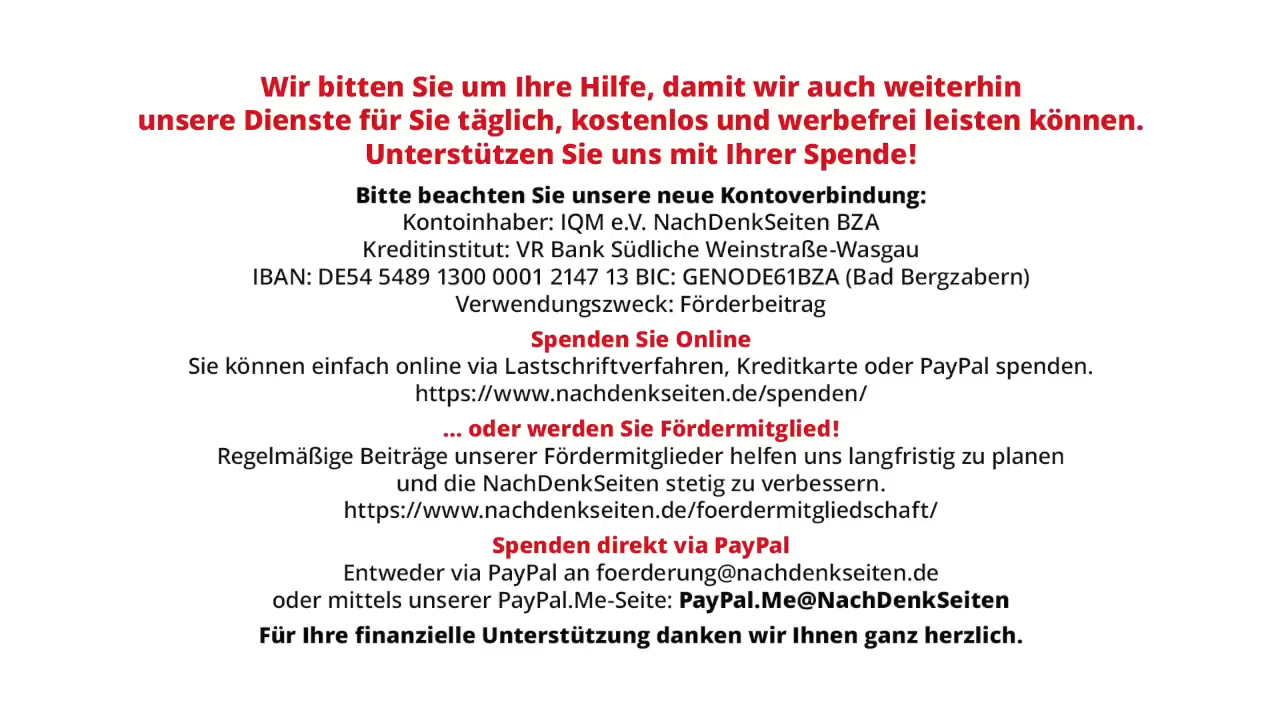 Wir bitten Sie um Ihre Hilfe, damit wir auch weiterhin
unsere Dienste für Sie täglich, kostenlos und werbefrei leisten können.
Unterstützen Sie uns mit Ihrer Spende!
Bitte beachten Sie unsere neue Kontoverbindung:
Kontoinhaber: IQM e.V. NachDenkSeiten BZA
Kreditinstitut: VR Bank Südliche Weinstraße-Wasgau
IBAN: DE54 5489 1300 0001 2147 13 BIC: GENODE61BZA (Bad Bergzabern)
Verwendungszweck: Förderbeitrag
Spenden Sie Online
Sie können einfach online via Lastschriftverfahren, Kreditkarte oder PayPal spenden.
https://www.nachdenkseiten.de/spenden/
... oder werden Sie Fördermitglied!
Regelmäßige Beiträge unserer Fördermitglieder helfen uns langfristig zu planen
und die NachDenkSeiten stetig zu verbessern.
https://www.nachdenkseiten.de/foerdermitgliedschaft/
Spenden direkt via PayPal
Entweder via PayPal an foerderung@nachdenkseiten.de
oder mittels unserer PayPal.Me-Seite: PayPal.Me@NachDenkSeiten
Für Ihre finanzielle Unterstützung danken wir Ihnen ganz herzlich.